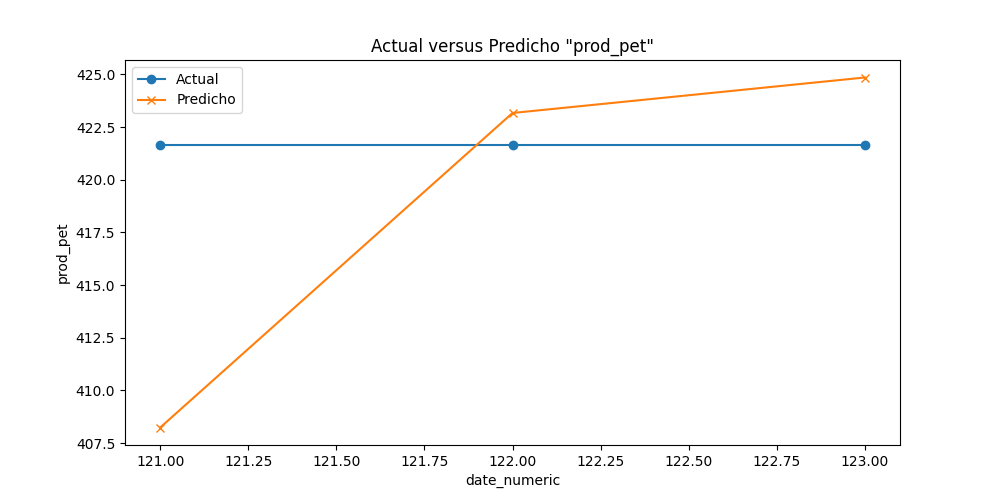 Actual versus Predicho "prod_pet"
Actual
Predicho
425.0
422.5
420.0
417.5
415.0
412.5
410.0
407.5
prod_pet
121.00 121.25 121.50 121.75 122.00 122.25 122.50 122.75 123.00
date_numeric